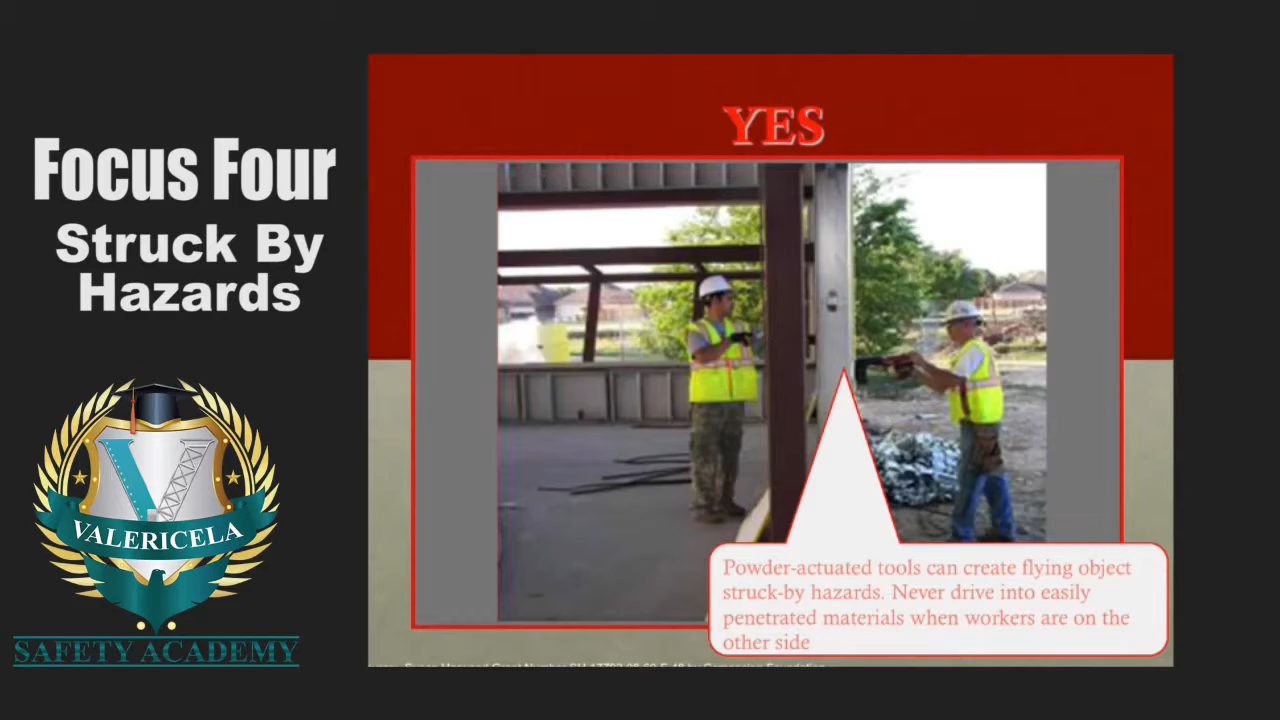 Focus Four
Struck By
Hazards
VALERICELA
SAFETY ACADEMY
YES
Powder-actuated tools can create flying object
struck-by hazards. Never drive into easily
penetrated materials when workers are on the
other side